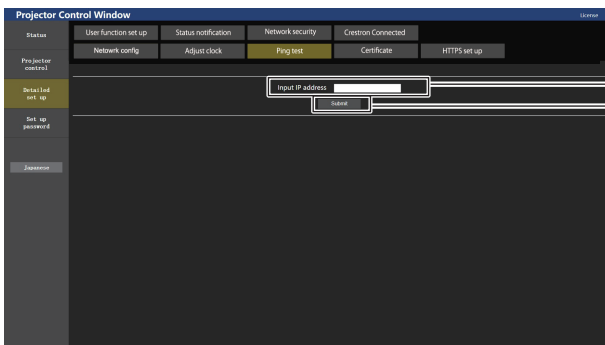 Projector Control Window
License
Status
User function set up
Status notification
Network security
Crestron Connected
Netowrk config
Adjust clock
Ping test
Certificate
HTTPS set up
Projector
control
Detailed
set up
Set up
password
Japanese
Input IP address
Submit